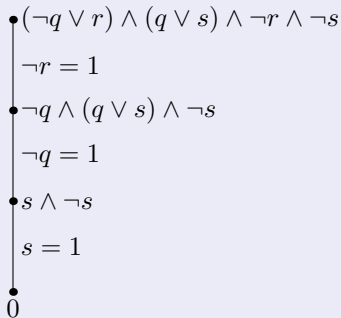 (¬q ∨ r) ∧ (q ∨ s) ∧ ¬r ∧ ¬s
¬r = 1
¬q ∧ (q ∨ s) ∧ ¬s
¬q = 1
s ∧ ¬s
s = 1
0